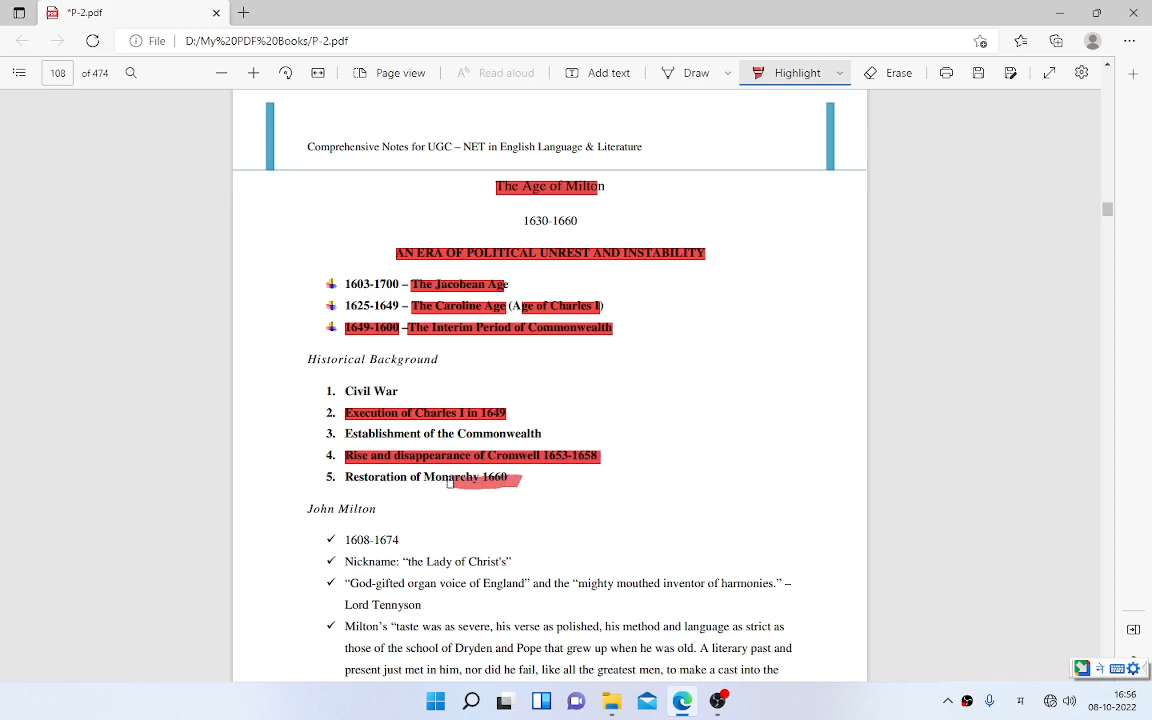 *P-2.pdf
File D:/My%20PDF%20Books/P-2.pdf
108 of 474 Page view Read aloud Add text Draw Highlight Erase
Comprehensive Notes for UGC – NET in English Language & Literature
The Age of Milton
1630-1660
AN ERA OF POLITICAL UNREST AND INSTABILITY
1603-1700 – The Jacobean Age
1625-1649 – The Caroline Age (Age of Charles I)
1649-1600 –The Interim Period of Commonwealth
Historical Background
1. Civil War
2. Execution of Charles I in 1649
3. Establishment of the Commonwealth
4. Rise and disappearance of Cromwell 1653-1658
5. Restoration of Monarchy 1660
John Milton
✓ 1608-1674
✓ Nickname: “the Lady of Christ's”
✓ “God-gifted organ voice of England” and the “mighty mouthed inventor of harmonies.” –
Lord Tennyson
✓ Milton’s “taste was as severe, his verse as polished, his method and language as strict as
those of the school of Dryden and Pope that grew up when he was old. A literary past and
present just met in him, nor did he fail, like all the greatest men, to make a cast into the
ने
म
16:56
08-10-2022